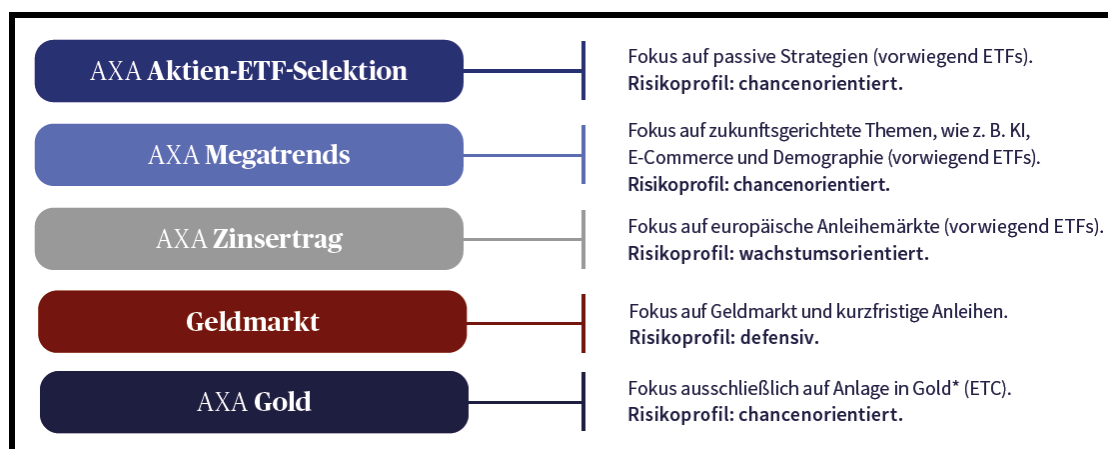 AXA Aktien-ETF-Selektion
Fokus auf passive Strategien (vorwiegend ETFs).
Risikoprofil: chancenorientiert.
AXA Megatrends
Fokus auf zukunftsgerichtete Themen, wie z. B. KI,
E-Commerce und Demographie (vorwiegend ETFs).
Risikoprofil: chancenorientiert.
AXA Zinsertrag
Fokus auf europäische Anleihemärkte (vorwiegend ETFs).
Risikoprofil: wachstumsorientiert.
Geldmarkt
Fokus auf Geldmarkt und kurzfristige Anleihen.
Risikoprofil: defensiv.
AXA Gold
Fokus ausschließlich auf Anlage in Gold* (ETC).
Risikoprofil: chancenorientiert.